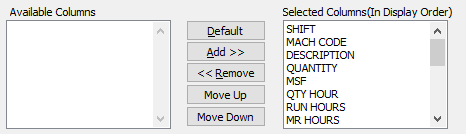 Available Columns
Selected Columns(In Display Order)
Default
Add >>
<< Remove
Move Up
Move Down
SHIFT
MACH CODE
DESCRIPTION
QUANTITY
MSF
QTY HOUR
RUN HOURS
MR HOURS